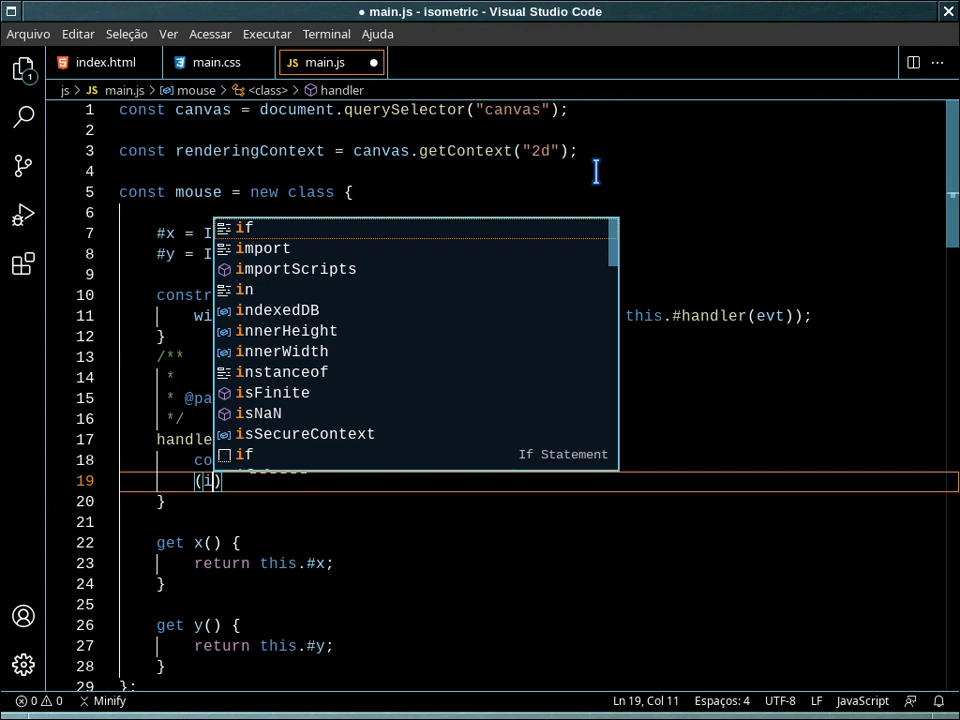 ● main.js - isometric - Visual Studio Code
Arquivo Editar Seleção Ver Acessar Executar Terminal Ajuda
index.html main.css JS main.js ●
js > JS main.js > mouse > <class> > handler
1 const canvas = document.querySelector("canvas");
2
3 const renderingContext = canvas.getContext("2d");
4
5 const mouse = new class {
6
7 #x = I
8 #y = I
9
10 constr
11 wi this.#handler(evt));
12 }
13 /**
14 *
15 * @pa
16 */
17 handle
18 co
19 (i)
20 }
21
22 get x() {
23 return this.#x;
24 }
25
26 get y() {
27 return this.#y;
28 }
29 };
if
import
importScripts
in
indexedDB
innerHeight
innerWidth
instanceof
isFinite
isNaN
isSecureContext
if If Statement
1
0 0 Minify Ln 19, Col 11 Espaços: 4 UTF-8 LF JavaScript